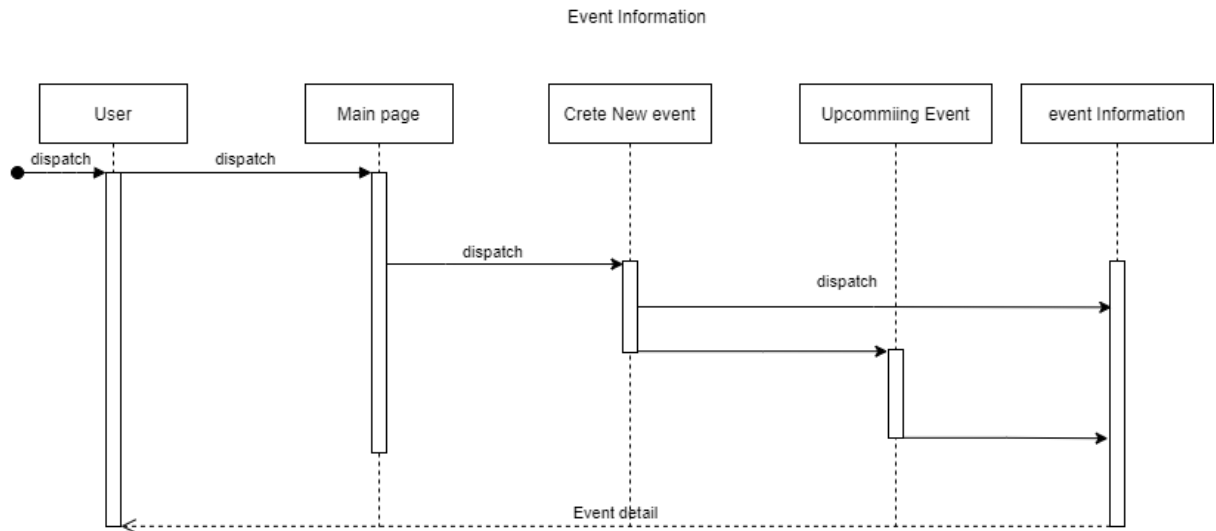 Event Information
User
Main page
Crete New event
Upcommiing Event
event Information
dispatch
dispatch
dispatch
dispatch
Event detail